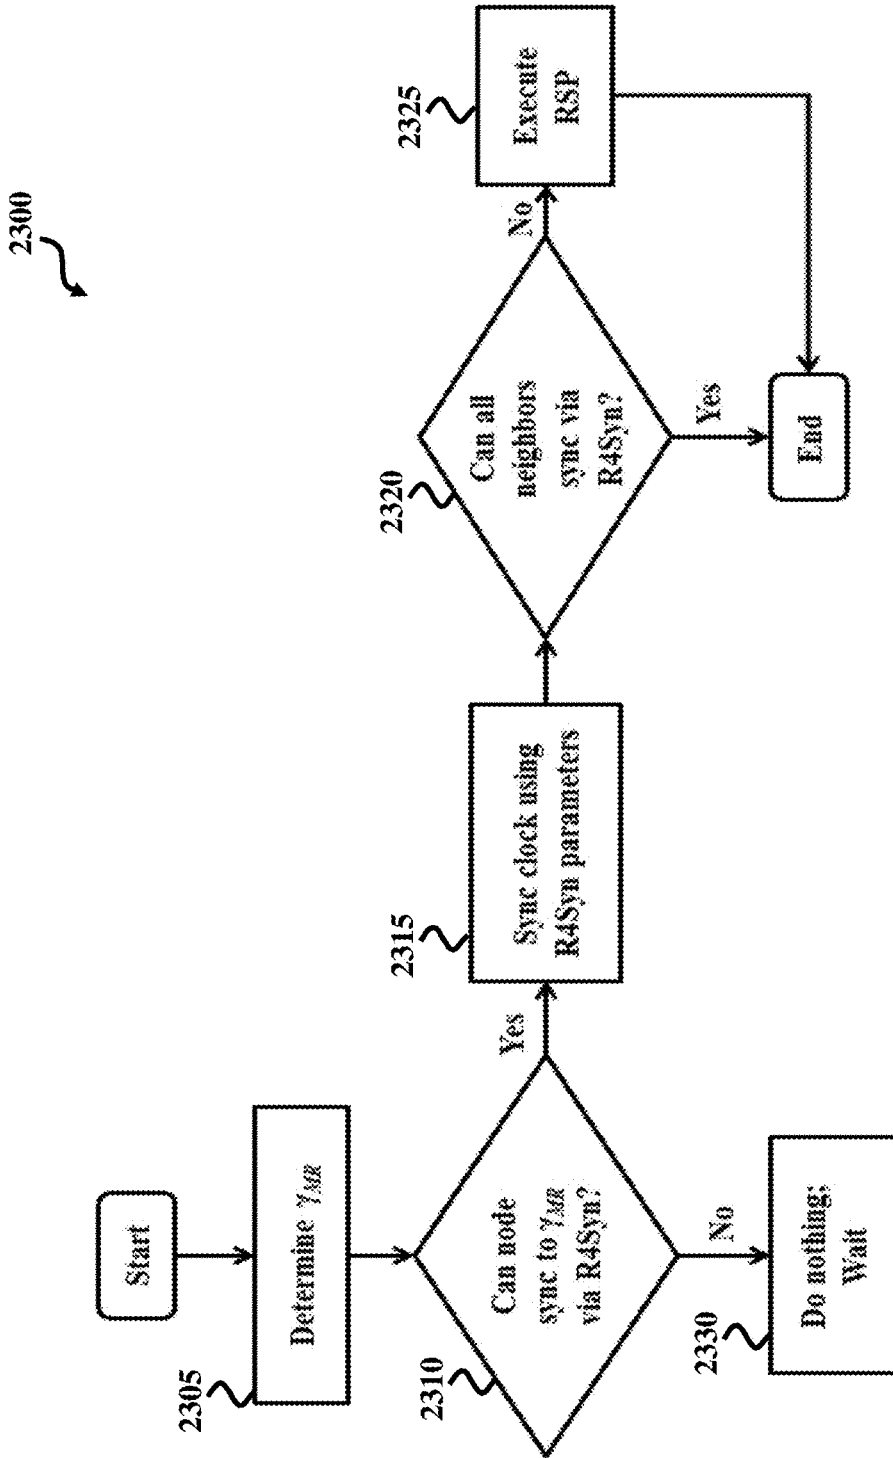 2300
Start
2305
Determine γMR
2310
Can node
sync to γMR
via R4Syn?
Yes
No
2330
Do nothing;
Wait
2315
Sync clock using
R4Syn parameters
2320
Can all
neighbors
sync via
R4Syn?
No
Yes
2325
Execute
RSP
End